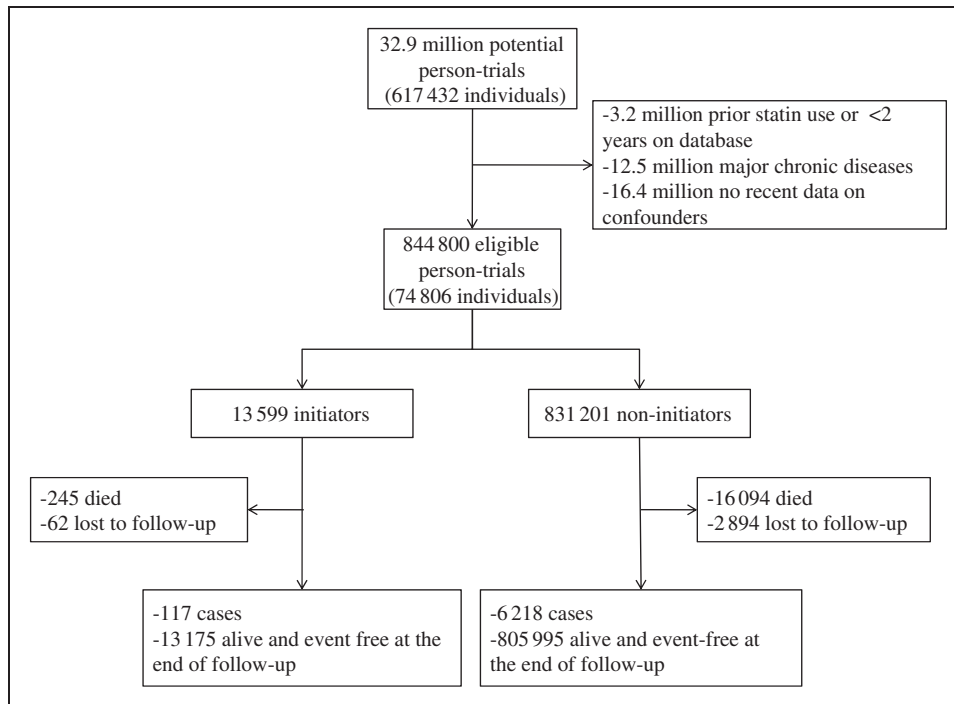 32.9 million potential
person-trials
(617 432 individuals)
-3.2 million prior statin use or <2
years on database
-12.5 million major chronic diseases
-16.4 million no recent data on
confounders
844 800 eligible
person-trials
(74 806 individuals)
13 599 initiators
831 201 non-initiators
-245 died
-62 lost to follow-up
-16 094 died
-2 894 lost to follow-up
-117 cases
-13 175 alive and event free at the
end of follow-up
-6 218 cases
-805 995 alive and event-free at
the end of follow-up